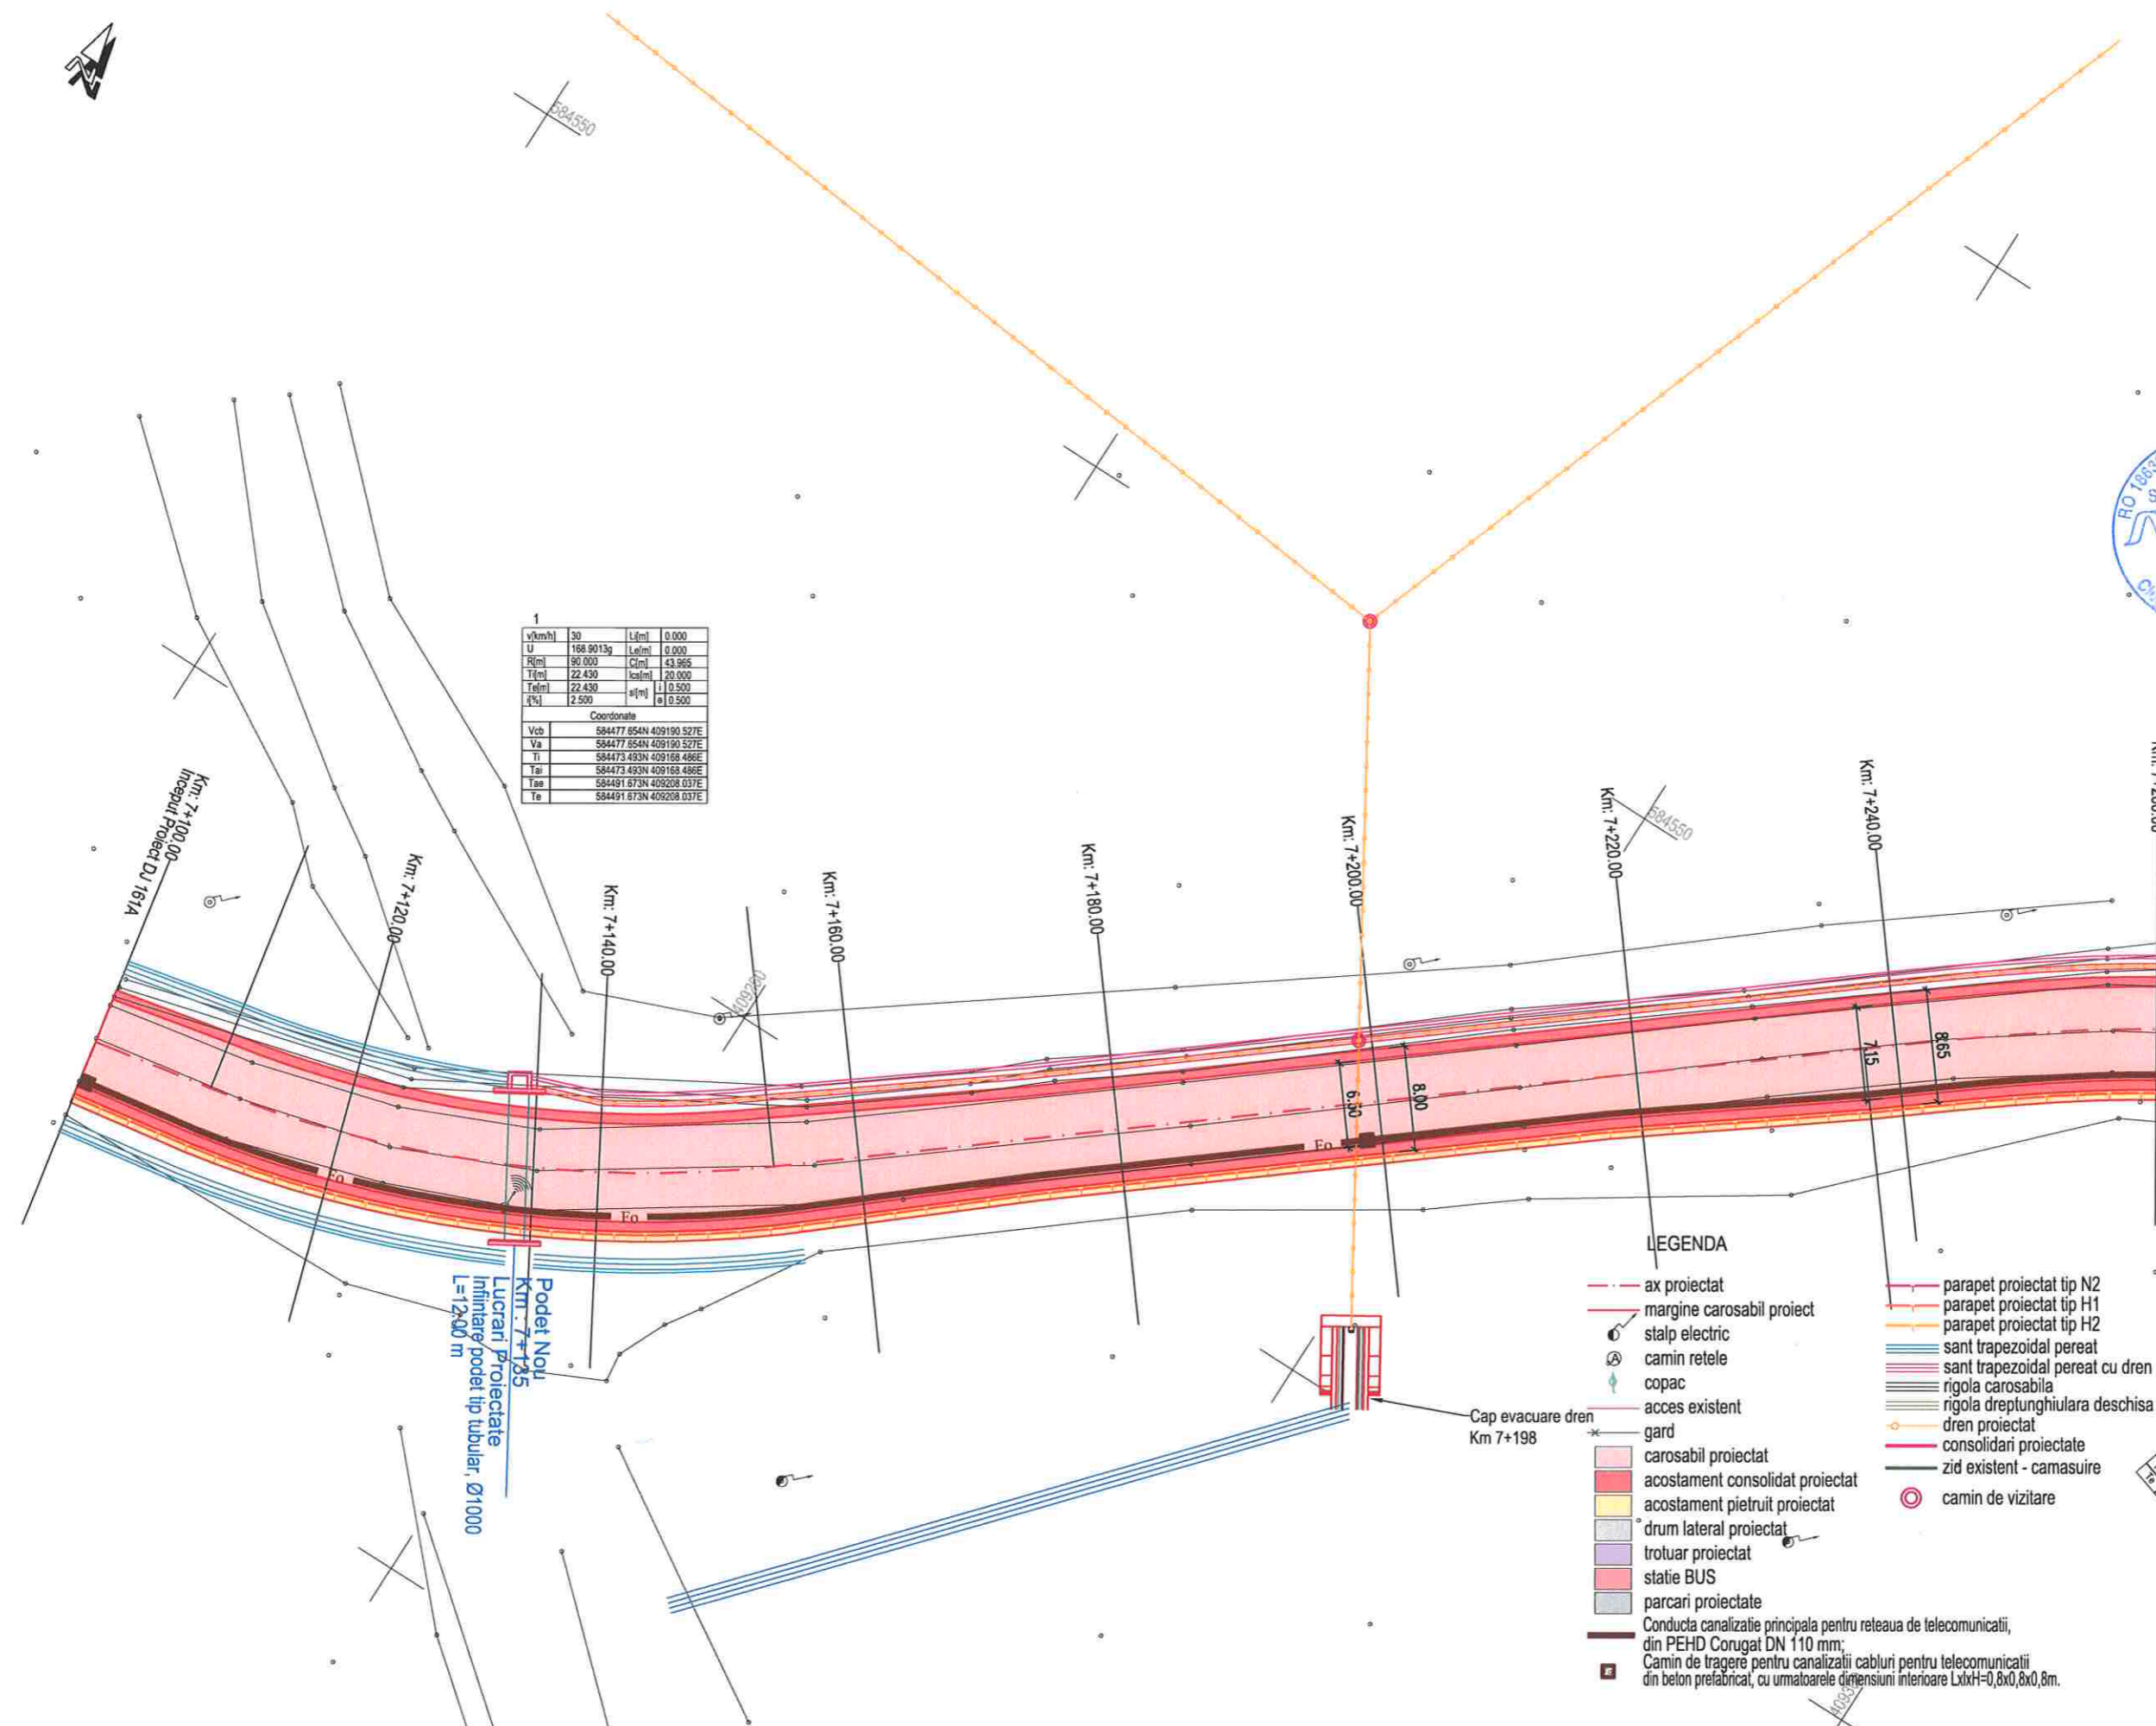 N
584550
RO 1863
1
v[km/h] 30 Li[m] 0.000
U 168.9013g Le[m] 0.000
R[m] 90.000 C[m] 43.965
Ti[m] 22.430 lcs[m] 20.000
Te[m] 22.430 sl[m] i 0.500
i[%] 2.500 e 0.500
Coordonate
Vcb 584477.654N 409190.527E
Va 584477.654N 409190.527E
Ti 584473.493N 409168.486E
Tai 584473.493N 409168.486E
Tae 584491.673N 409208.037E
Te 584491.673N 409208.037E
Km: 7+100.00
Inceput Proiect DJ 161A
Km: 7+120.00
Km: 7+140.00
409200
Km: 7+160.00
Km: 7+180.00
Km: 7+200.00
Km: 7+220.00
584550
Km: 7+240.00
6.50
8.00
7.15
8.65
Fo
Fo
Fo
Podet Nou
Km : 7+135
Lucrari Proiectate
Infiintare podet tip tubular, Ø1000
L=12.00 m
Cap evacuare dren
Km 7+198
LEGENDA
ax proiectat
margine carosabil proiect
stalp electric
camin retele
copac
acces existent
gard
carosabil proiectat
acostament consolidat proiectat
acostament pietruit proiectat
drum lateral proiectat
trotuar proiectat
statie BUS
parcari proiectate
Conducta canalizatie principala pentru reteaua de telecomunicatii,
din PEHD Corugat DN 110 mm;
Camin de tragere pentru canalizatii cabluri pentru telecomunicatii
din beton prefabricat, cu urmatoarele dimensiuni interioare LxlxH=0,8x0,8x0,8m.
parapet proiectat tip N2
parapet proiectat tip H1
parapet proiectat tip H2
sant trapezoidal pereat
sant trapezoidal pereat cu dren
rigola carosabila
rigola dreptunghiulara deschisa
dren proiectat
consolidari proiectate
zid existent - camasuire
camin de vizitare